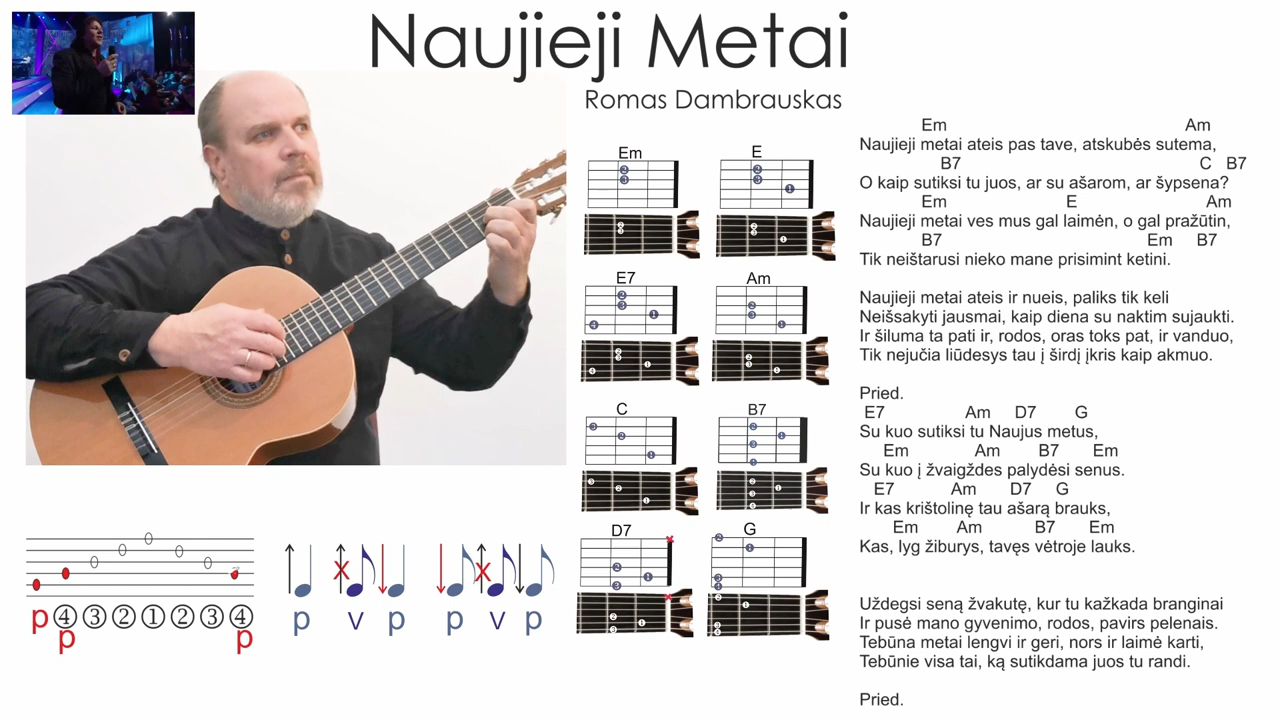 Naujieji Metai
Romas Dambrauskas
Em E
E7 Am
C B7
D7 G
p 4 3 2 1 2 3 4
p p
p v p p v p
Em Am
Naujieji metai ateis pas tave, atskubės sutema,
B7 C B7
O kaip sutiksi tu juos, ar su ašarom, ar šypsena?
Em E Am
Naujieji metai ves mus gal laimėn, o gal pražūtin,
B7 Em B7
Tik neištarusi nieko mane prisimint ketini.
Naujieji metai ateis ir nueis, paliks tik keli
Neišsakyti jausmai, kaip diena su naktim sujaukti.
Ir šiluma ta pati ir, rodos, oras toks pat, ir vanduo,
Tik nejučia liūdesys tau į širdį įkris kaip akmuo.
Pried.
E7 Am D7 G
Su kuo sutiksi tu Naujus metus,
Em Am B7 Em
Su kuo į žvaigždes palydėsi senus.
E7 Am D7 G
Ir kas krištolinę tau ašarą brauks,
Em Am B7 Em
Kas, lyg žiburys, tavęs vėtroje lauks.
Uždegsi seną žvakutę, kur tu kažkada branginai
Ir pusė mano gyvenimo, rodos, pavirs pelenais.
Tebūna metai lengvi ir geri, nors ir laimė karti,
Tebūnie visa tai, ką sutikdama juos tu randi.
Pried.